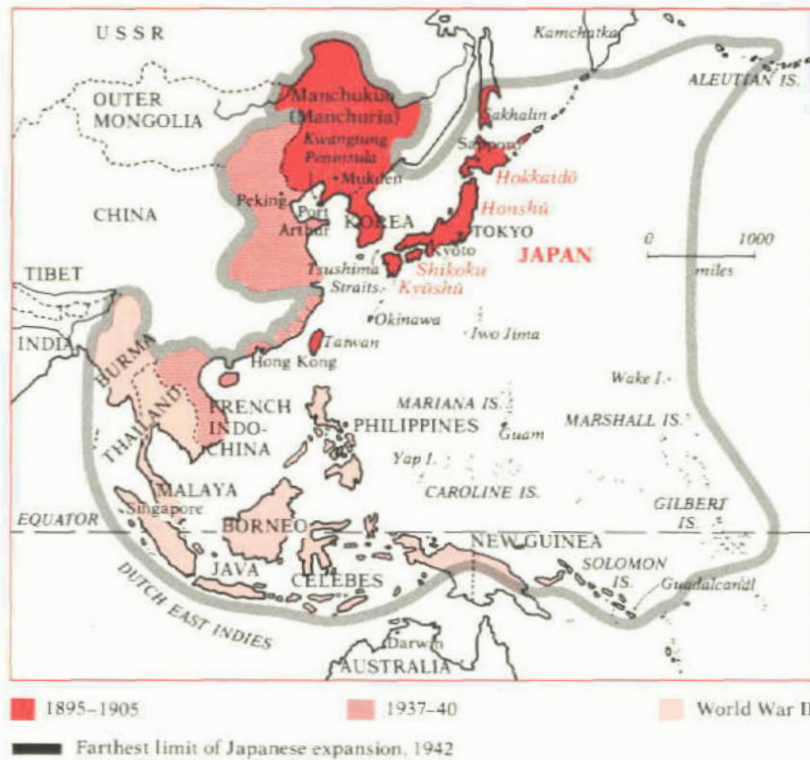 USSR
Kamchatka
ALEUTIAN IS.
OUTER
MONGOLIA
Manchukuo
(Manchuria)
Kwangtung
Peninsula
Sakhalin
Sapporo
Hokkaidō
Mukden
Peking
Port
Arthur
KOREA
Honshū
TOKYO
Kyōto
JAPAN
0 1000
miles
CHINA
Tsushima
Straits
Shikoku
Kyūshū
TIBET
Okinawa
Iwo Jima
INDIA
BURMA
Taiwan
Hong Kong
Wake I.
THAILAND
FRENCH
INDO-
CHINA
MARIANA IS.
PHILIPPINES
MARSHALL IS.
Guam
Yap I.
MALAYA
Singapore
CAROLINE IS.
GILBERT
IS.
EQUATOR
BORNEO
NEW GUINEA
JAVA
CELEBES
SOLOMON
IS.
Guadalcanal
DUTCH EAST INDIES
Darwin
AUSTRALIA
1895–1905 1937–40 World War II
Farthest limit of Japanese expansion, 1942